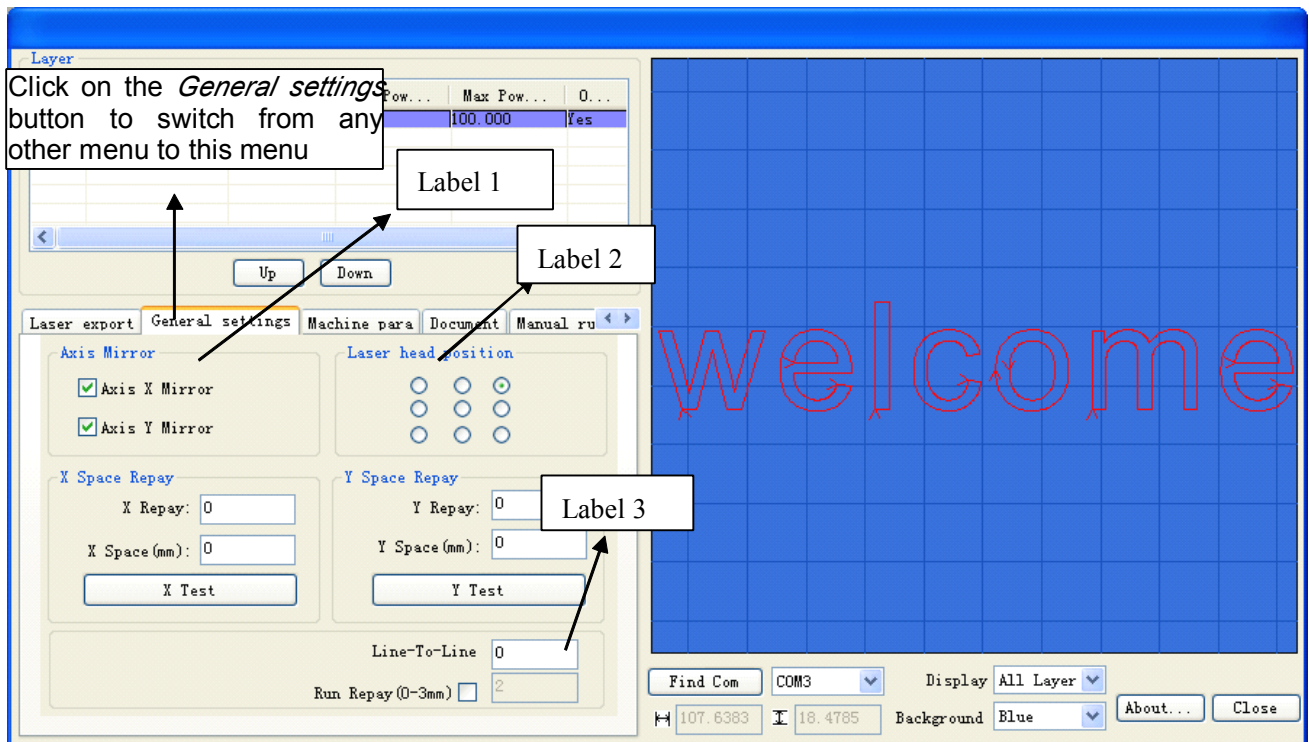 Layer
Click on the General settings
button to switch from any
other menu to this menu
Pow... Max Pow... O...
100.000 Yes
Label 1
Label 2
Up Down
Laser export General settings Machine para Document Manual ru
Axis Mirror Laser head position
Axis X Mirror
Axis Y Mirror
welcome
X Space Repay Y Space Repay
X Repay: 0 Y Repay: 0
Label 3
X Space(mm): 0 Y Space(mm): 0
X Test Y Test
Line-To-Line 0
Run Repay(0-3mm) 2
Find Com COM3 Display All Layer
107.6383 18.4785 Background Blue About... Close